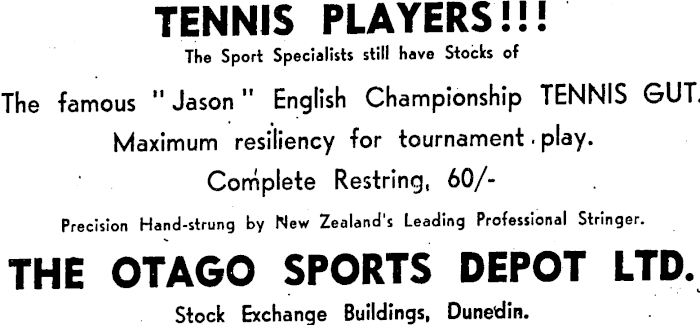 TENNIS PLAYERS!!!
The Sport Specialists still have Stocks of
The famous "Jason" English Championship TENNIS GUT.
Maximum resiliency for tournament play.
Complete Restring, 60/-
Precision Hand-strung by New Zealand's Leading Professional Stringer.
THE OTAGO SPORTS DEPOT LTD.
Stock Exchange Buildings, Dunedin.